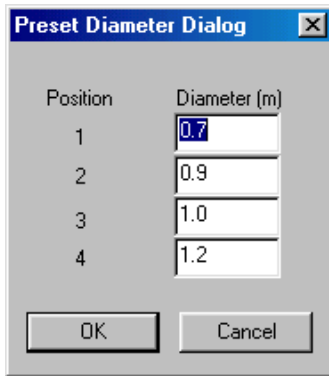 Preset Diameter Dialog
Position Diameter (m)
1 0.7
2 0.9
3 1.0
4 1.2
OK Cancel